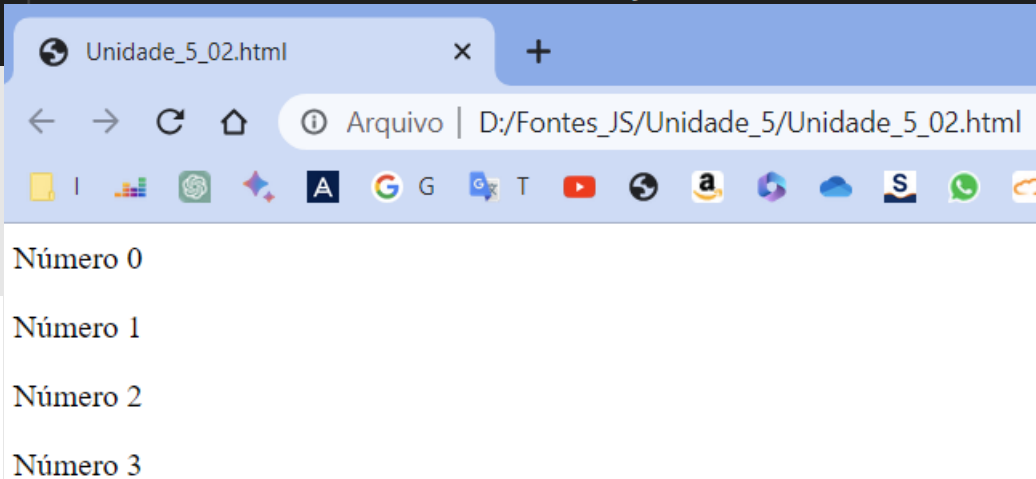 Unidade_5_02.html
Arquivo | D:/Fontes_JS/Unidade_5/Unidade_5_02.html
I A G G T a S
Número 0
Número 1
Número 2
Número 3